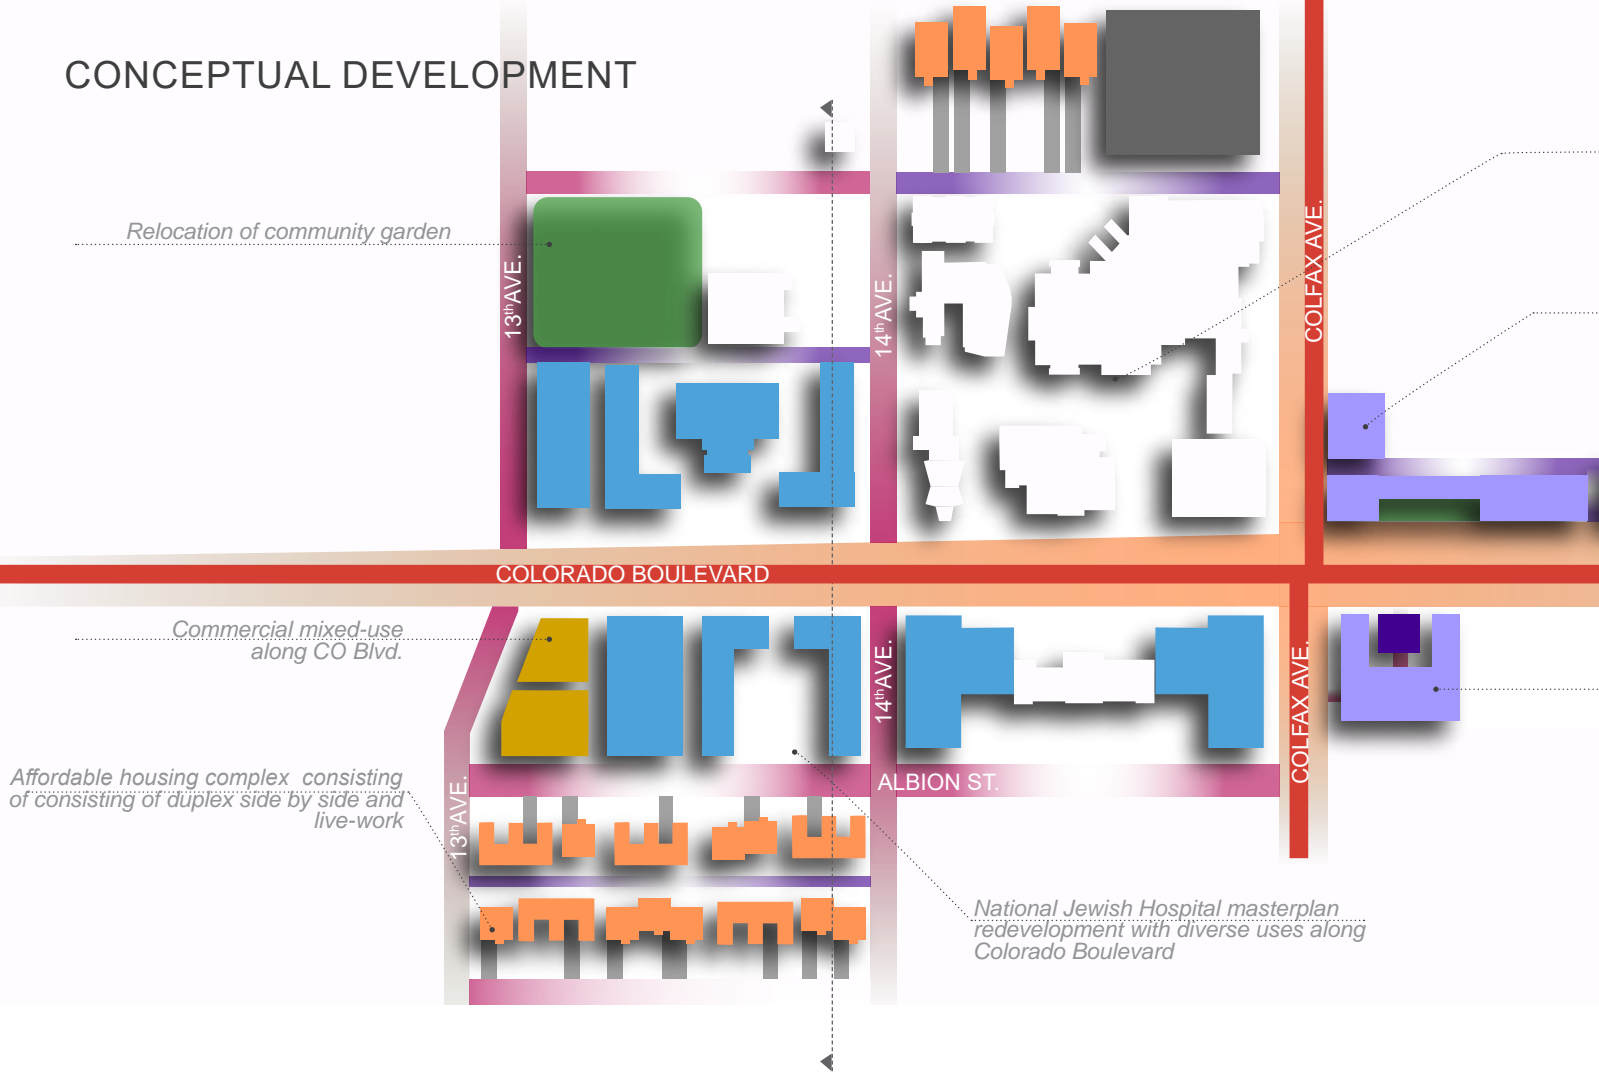 CONCEPTUAL DEVELOPMENT
Relocation of community garden
13th AVE.
14th AVE.
COLFAX AVE.
COLORADO BOULEVARD
Commercial mixed-use
along CO Blvd.
14th AVE.
COLFAX AVE.
Affordable housing complex consisting
of consisting of duplex side by side and
live-work
13th AVE.
ALBION ST.
National Jewish Hospital masterplan
redevelopment with diverse uses along
Colorado Boulevard